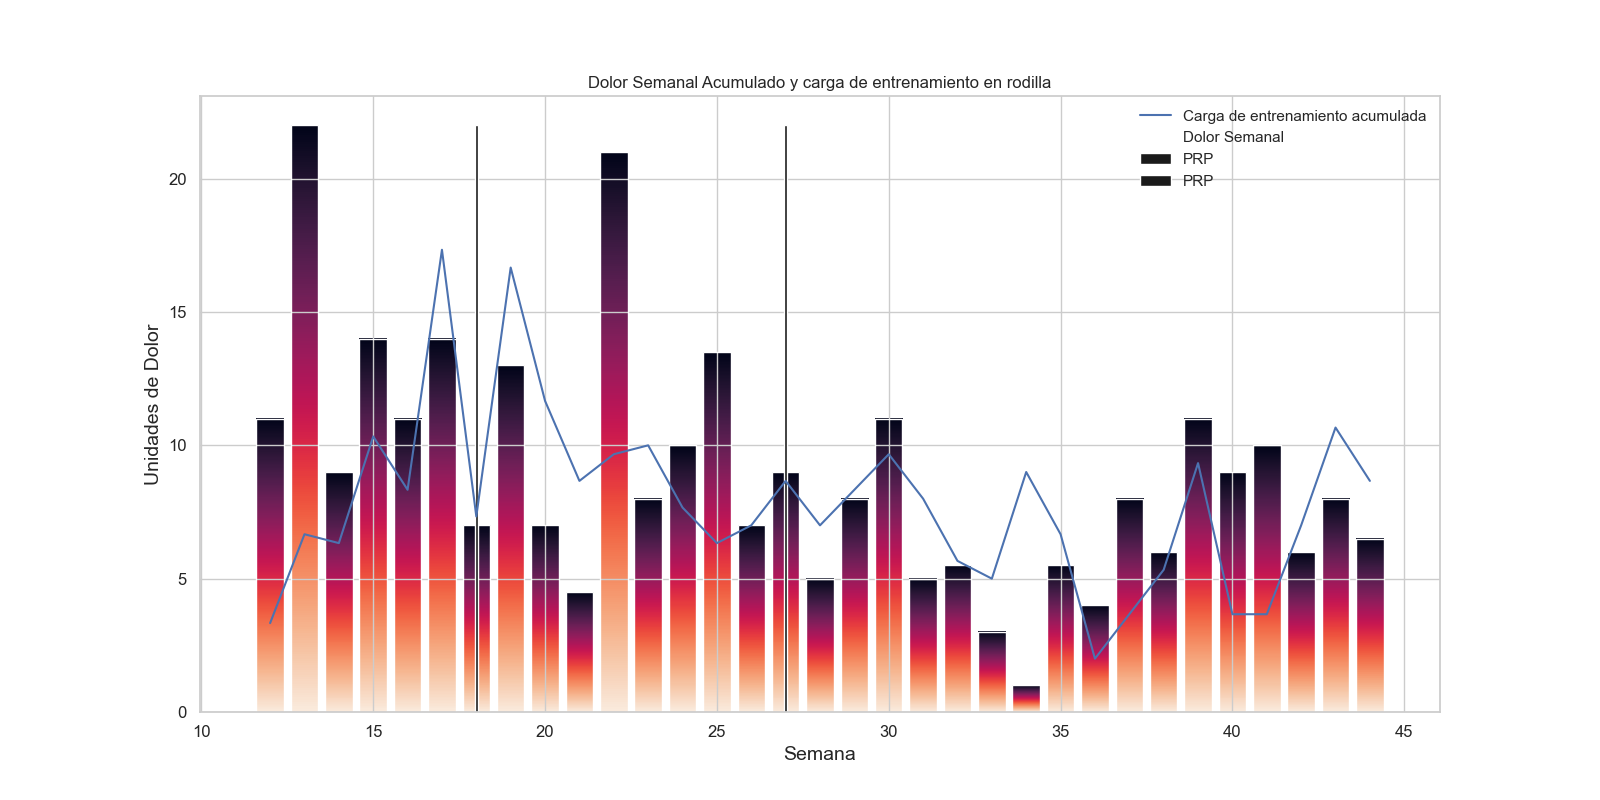 Dolor Semanal Acumulado y carga de entrenamiento en rodilla
Carga de entrenamiento acumulada
Dolor Semanal
PRP
PRP
Unidades de Dolor
20
15
10
5
0
10 15 20 25 30 35 40 45
Semana